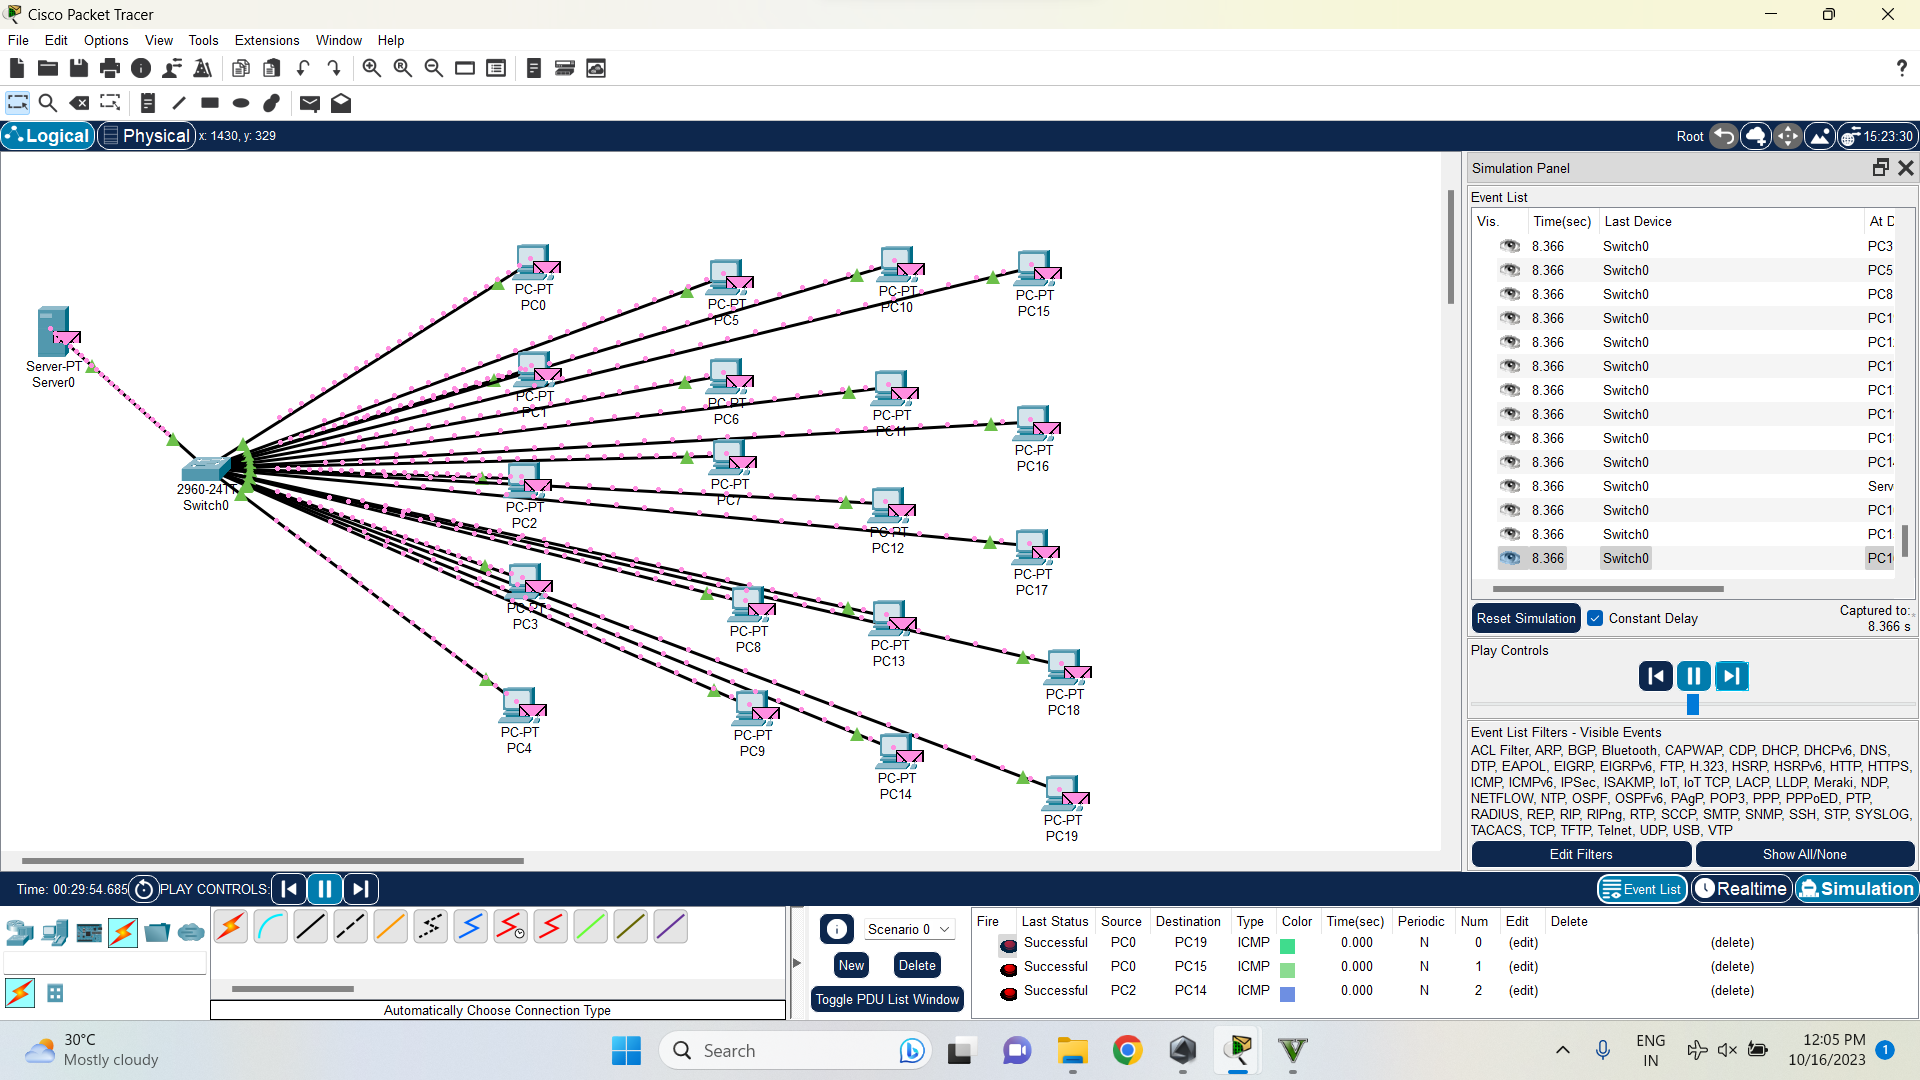 Cisco Packet Tracer
File Edit Options View Tools Extensions Window Help
Logical Physical x: 1430, y: 329
Root 15:23:30
Simulation Panel
Event List
Vis. Time(sec) Last Device At D
8.366 Switch0 PC3
8.366 Switch0 PC5
8.366 Switch0 PC8
8.366 Switch0 PC1
8.366 Switch0 PC1
8.366 Switch0 PC1
8.366 Switch0 PC1
8.366 Switch0 PC1
8.366 Switch0 PC1
8.366 Switch0 PC1
8.366 Switch0 Serv
8.366 Switch0 PC1
8.366 Switch0 PC1
8.366 Switch0 PC1
Reset Simulation Constant Delay Captured to:
8.366 s
Play Controls
Event List Filters - Visible Events
ACL Filter, ARP, BGP, Bluetooth, CAPWAP, CDP, DHCP, DHCPv6, DNS,
DTP, EAPOL, EIGRP, EIGRPv6, FTP, H.323, HSRP, HSRPv6, HTTP, HTTPS,
ICMP, ICMPv6, IPSec, ISAKMP, IoT, IoT TCP, LACP, LLDP, Meraki, NDP,
NETFLOW, NTP, OSPF, OSPFv6, PAgP, POP3, PPP, PPPoED, PTP,
RADIUS, REP, RIP, RIPng, RTP, SCCP, SMTP, SNMP, SSH, STP, SYSLOG,
TACACS, TCP, TFTP, Telnet, UDP, USB, VTP
Edit Filters Show All/None
Server-PT
Server0
2960-24TT
Switch0
PC-PT
PC0
PC-PT
PC5
PC-PT
PC10
PC-PT
PC15
PC-PT
PC1
PC-PT
PC6
PC-PT
PC11
PC-PT
PC16
PC-PT
PC2
PC-PT
PC7
PC-PT
PC12
PC-PT
PC17
PC-PT
PC3
PC-PT
PC8
PC-PT
PC13
PC-PT
PC18
PC-PT
PC4
PC-PT
PC9
PC-PT
PC14
PC-PT
PC19
Time: 00:29:54.685 PLAY CONTROLS:
Event List Realtime Simulation
Automatically Choose Connection Type
Scenario 0
New Delete
Toggle PDU List Window
Fire Last Status Source Destination Type Color Time(sec) Periodic Num Edit Delete
Successful PC0 PC19 ICMP 0.000 N 0 (edit) (delete)
Successful PC0 PC15 ICMP 0.000 N 1 (edit) (delete)
Successful PC2 PC14 ICMP 0.000 N 2 (edit) (delete)
30°C
Mostly cloudy
Search
ENG
IN
12:05 PM
10/16/2023
1